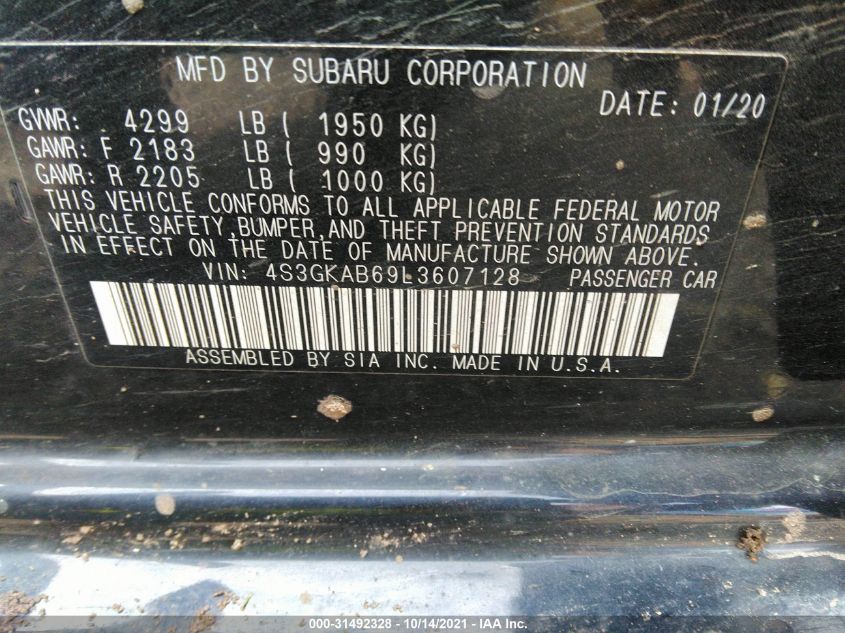 MFD BY SUBARU CORPORATION
DATE: 01/20
GVWR: 4299 LB ( 1950 KG)
GAWR: F 2183 LB ( 990 KG)
GAWR: R 2205 LB ( 1000 KG)
THIS VEHICLE CONFORMS TO ALL APPLICABLE FEDERAL MOTOR
VEHICLE SAFETY,BUMPER,AND THEFT PREVENTION STANDARDS
IN EFFECT ON THE DATE OF MANUFACTURE SHOWN ABOVE.
VIN: 4S3GKAB69L3607128 PASSENGER CAR
ASSEMBLED BY SIA INC. MADE IN U.S.A.
000-31492328 - 10/14/2021 - IAA Inc.